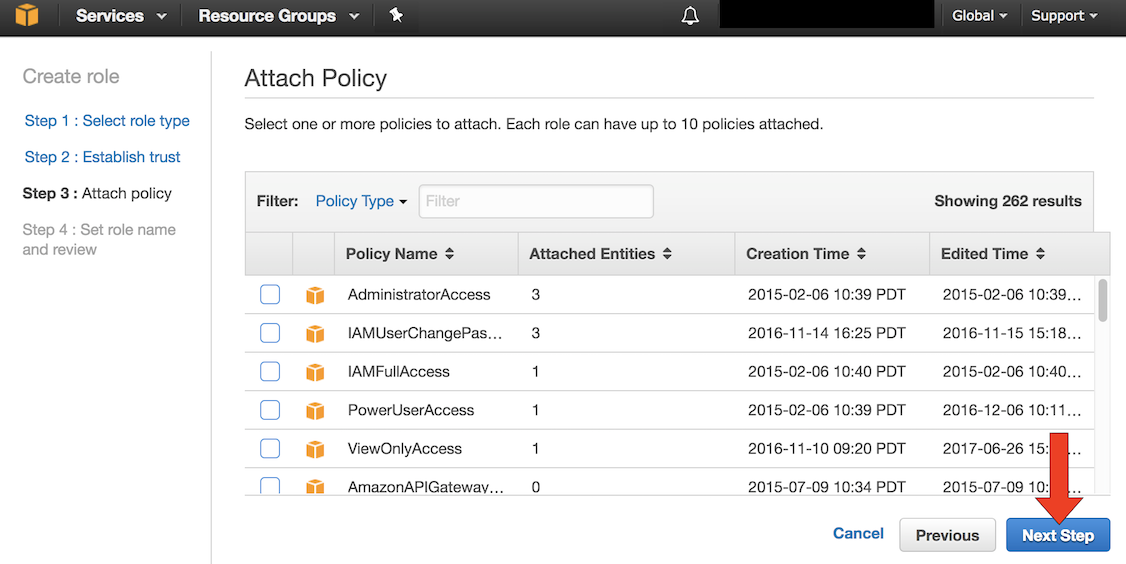 Services Resource Groups Global Support
Create role
Step 1 : Select role type
Step 2 : Establish trust
Step 3 : Attach policy
Step 4 : Set role name
and review
Attach Policy
Select one or more policies to attach. Each role can have up to 10 policies attached.
Filter: Policy Type Filter Showing 262 results
Policy Name Attached Entities Creation Time Edited Time
AdministratorAccess 3 2015-02-06 10:39 PDT 2015-02-06 10:39…
IAMUserChangePas… 3 2016-11-14 16:25 PDT 2016-11-15 15:18…
IAMFullAccess 1 2015-02-06 10:40 PDT 2015-02-06 10:40…
PowerUserAccess 1 2015-02-06 10:39 PDT 2016-12-06 10:11…
ViewOnlyAccess 1 2016-11-10 09:20 PDT 2017-06-26 15:
AmazonAPIGateway… 0 2015-07-09 10:34 PDT 2015-07-09 10:
Cancel Previous Next Step